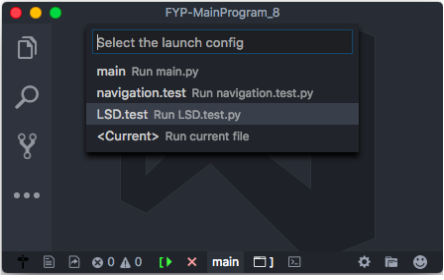 FYP-MainProgram_8
Select the launch config
main Run main.py
navigation.test Run navigation.test.py
LSD.test Run LSD.test.py
<Current> Run current file
0 0 main